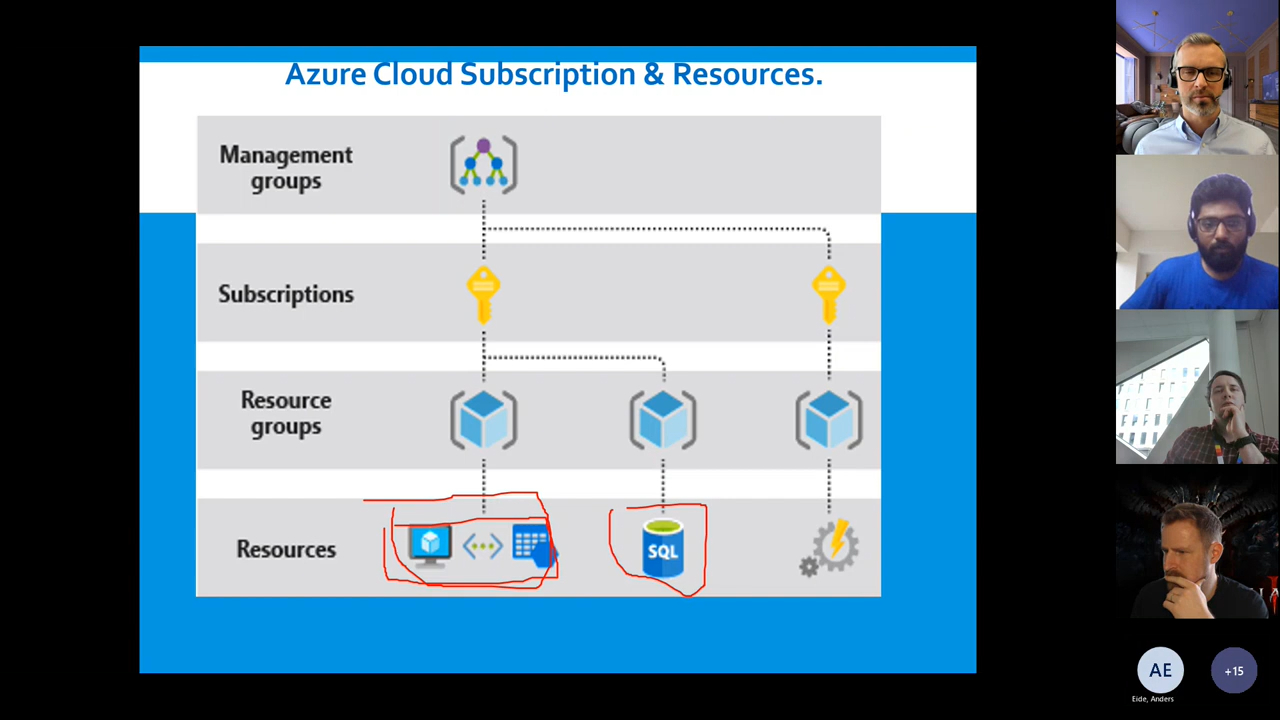 Azure Cloud Subscription & Resources.
Management
groups
Subscriptions
Resource
groups
Resources
SQL
AE
+15
Eide, Anders